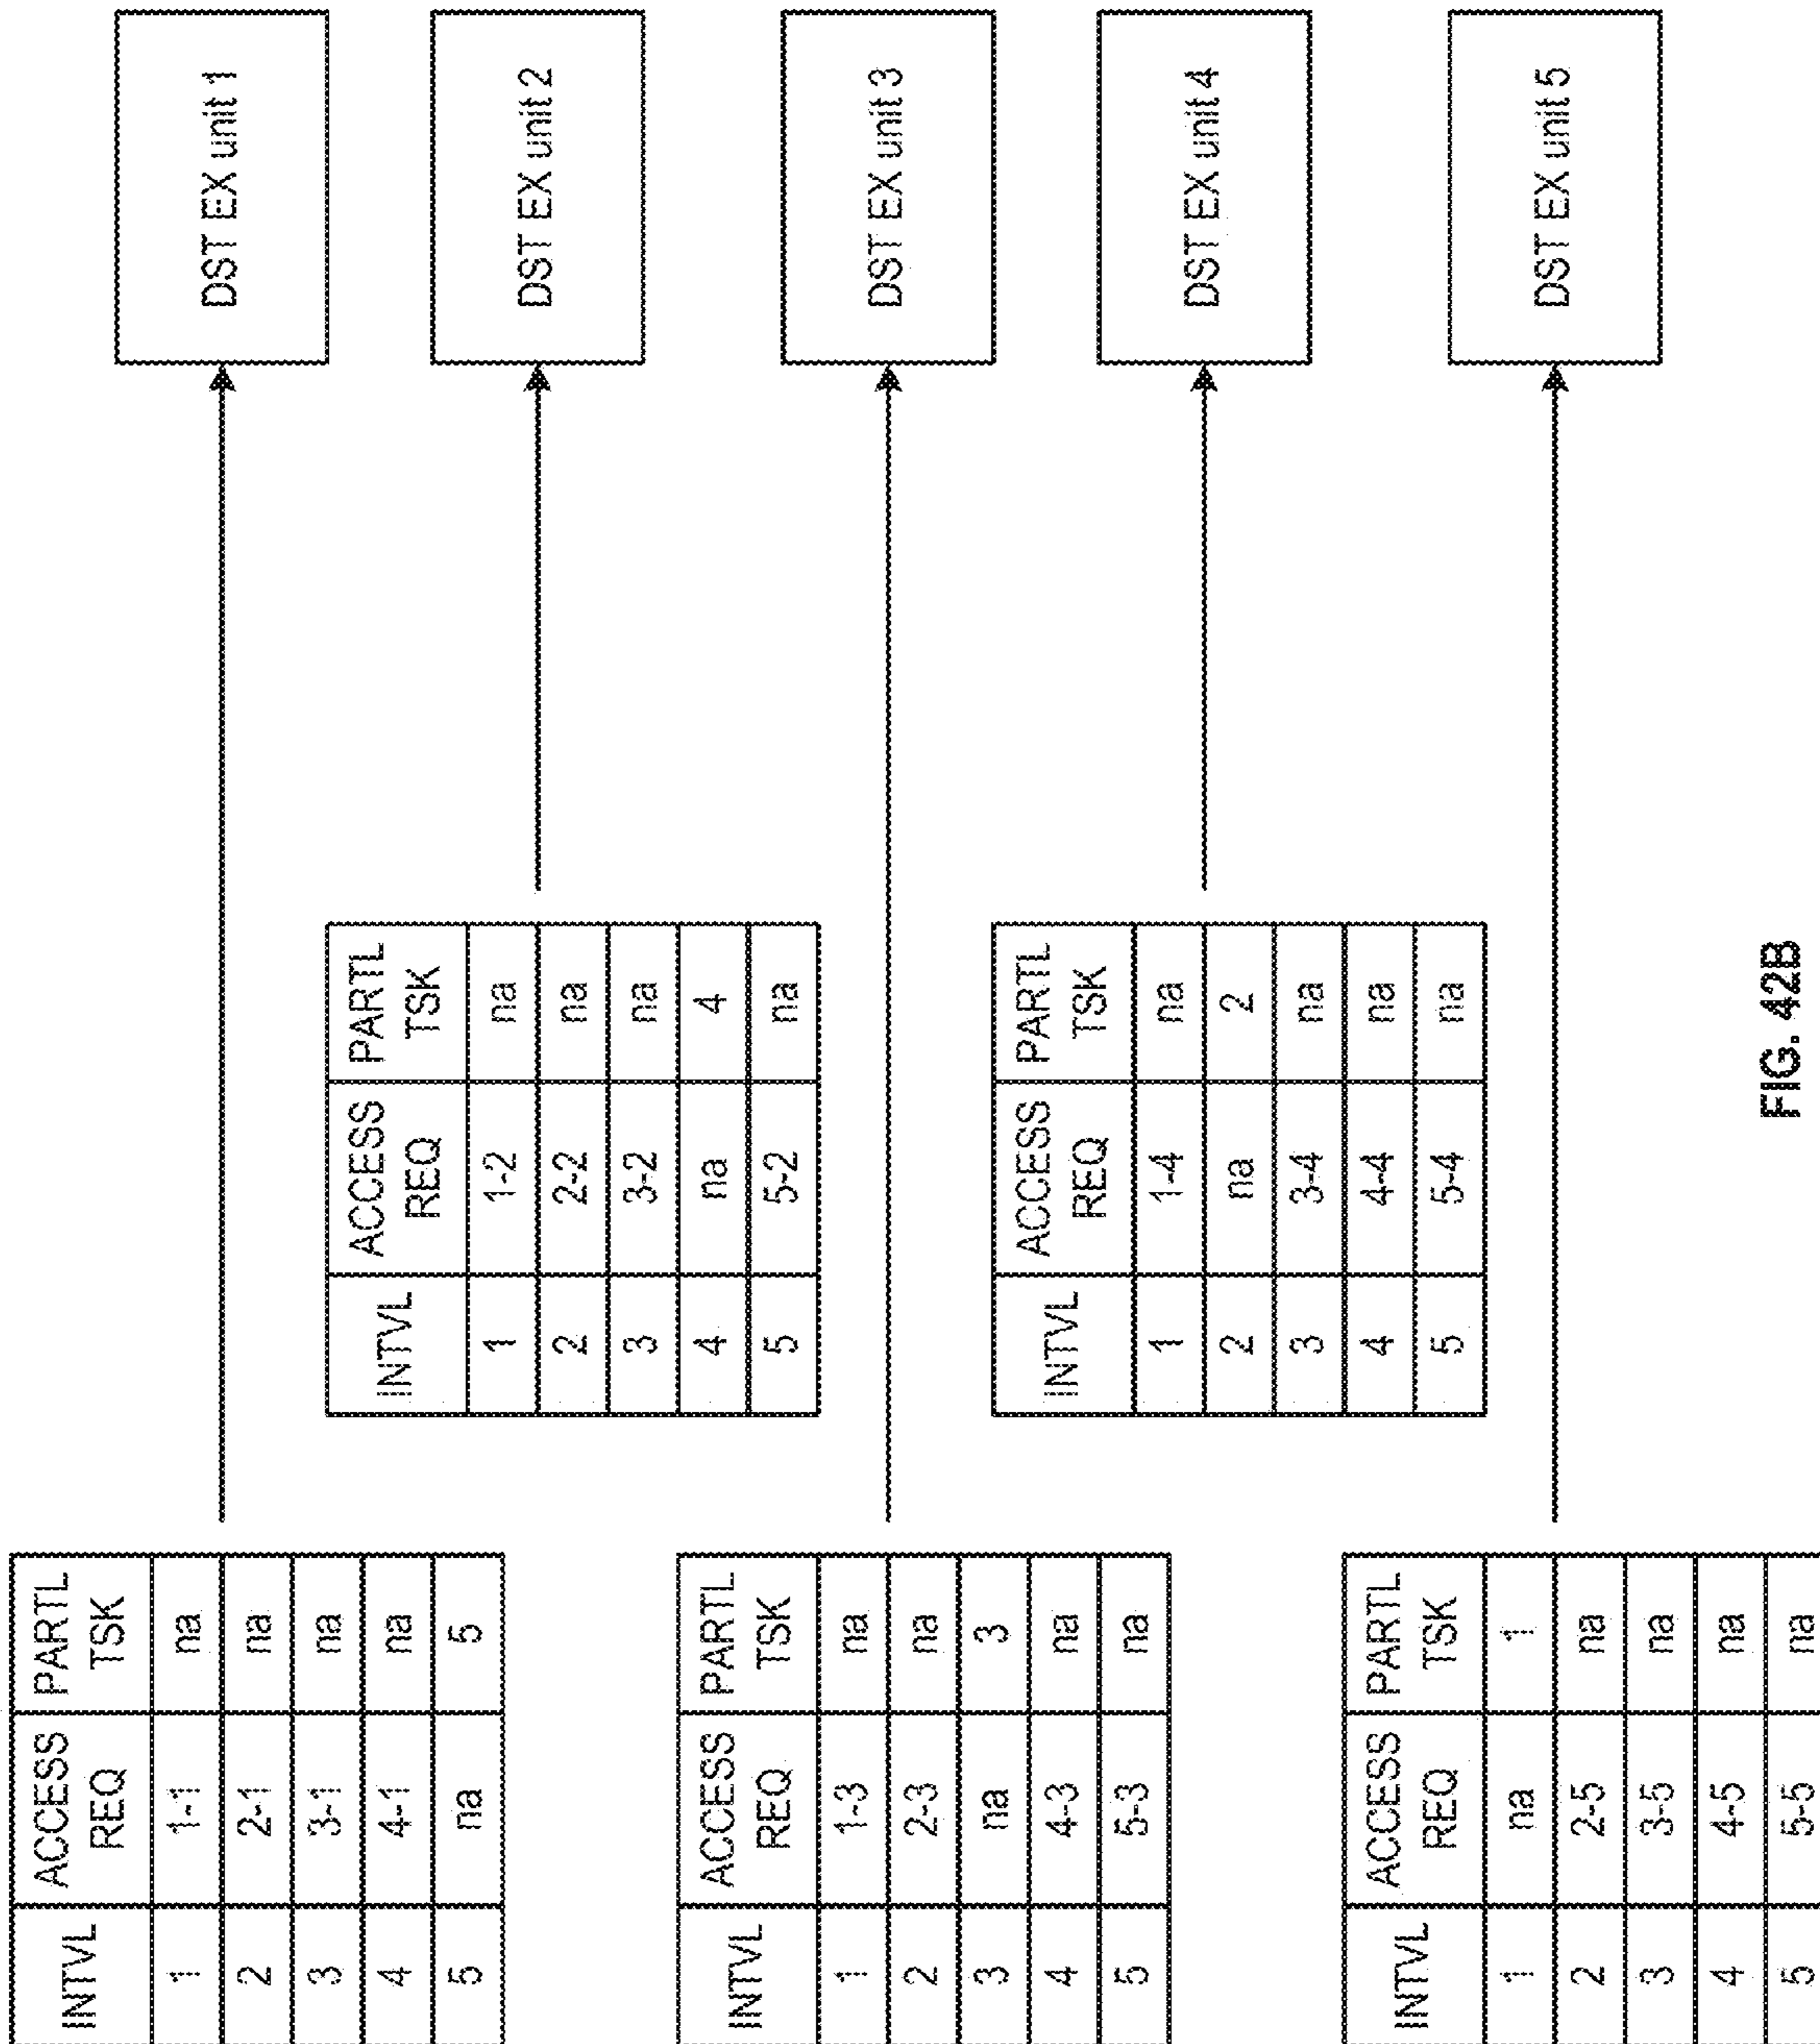 INTVL ACCESS REQ PARTL TSK
1 1-1 na
2 2-1 na
3 3-1 na
4 4-1 na
5 na 5
DST EX unit 1
INTVL ACCESS REQ PARTL TSK
1 1-2 na
2 2-2 na
3 3-2 na
4 na 4
5 5-2 na
DST EX unit 2
INTVL ACCESS REQ PARTL TSK
1 1-3 na
2 2-3 na
3 na 3
4 4-3 na
5 5-3 na
DST EX unit 3
INTVL ACCESS REQ PARTL TSK
1 1-4 na
2 na 2
3 3-4 na
4 4-4 na
5 5-4 na
DST EX unit 4
INTVL ACCESS REQ PARTL TSK
1 na 1
2 2-5 na
3 3-5 na
4 4-5 na
5 5-5 na
DST EX unit 5
FIG. 42B